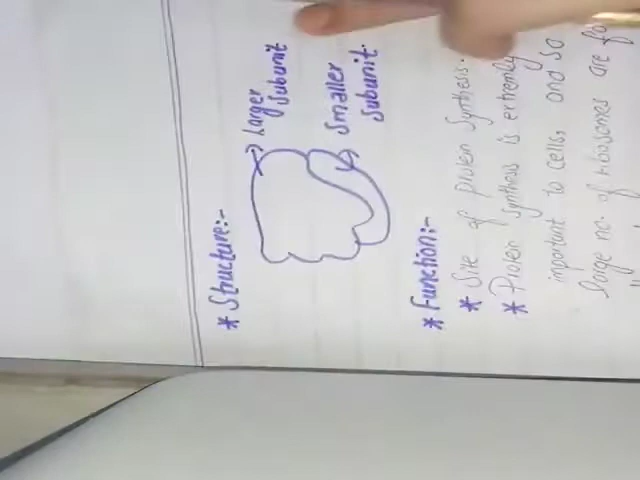 * Structure:-
Larger
subunit
Smaller
subunit.
* Function:-
* Site of protein synthesis.
* Protein synthesis is extremely
important to cells, and so
large no. of ribosomes are